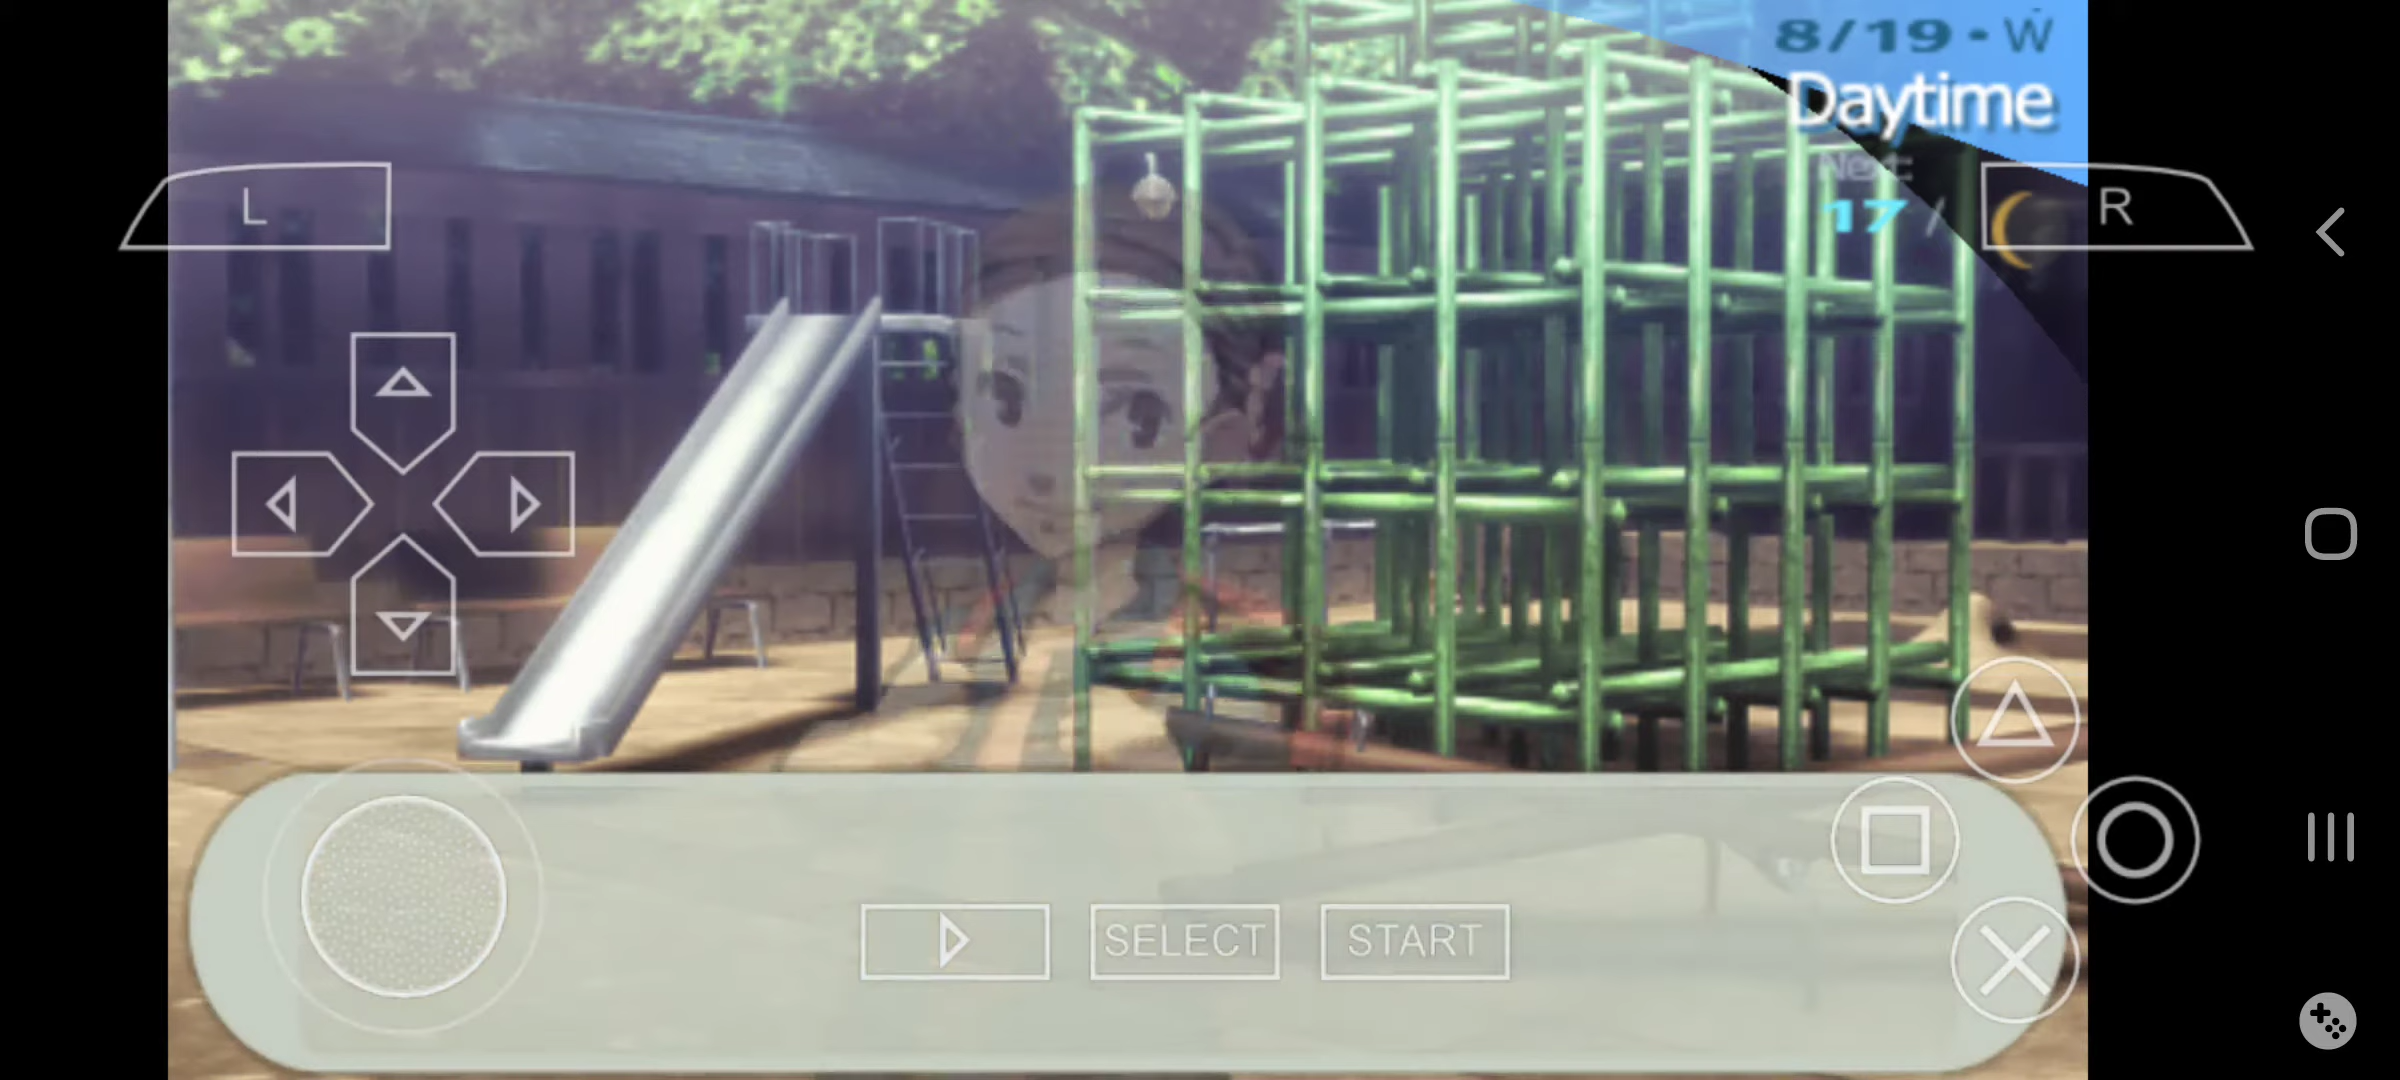 8/19 • W
Daytime
Next:
17 /
L
R
SELECT
START